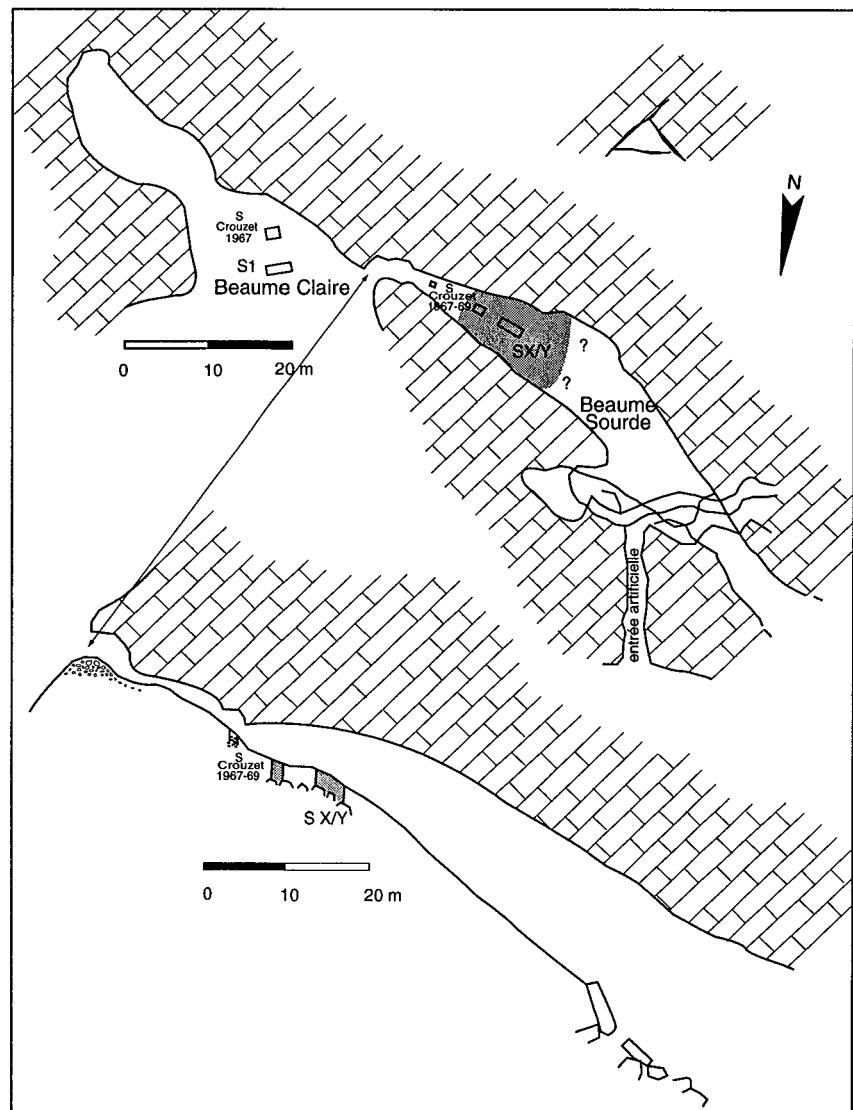 N
S
Crouzet
1967
S1
Beaume Claire
S
Crouzet
1967-69
SX/Y
?
?
0 10 20 m
Beaume
Sourde
entrée artificielle
S
Crouzet
1967-69
S X/Y
0 10 20 m